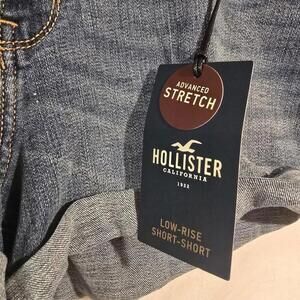 ADVANCED
STRETCH
HOLLISTER
CALIFORNIA
1922
LOW-RISE
SHORT-SHORT